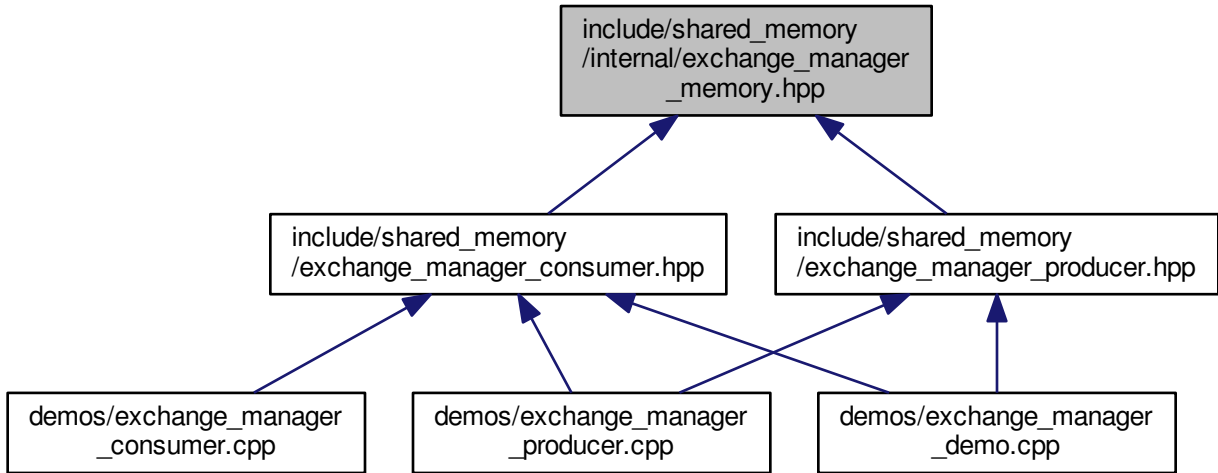 include/shared_memory
/internal/exchange_manager
_memory.hpp
include/shared_memory
/exchange_manager_consumer.hpp
include/shared_memory
/exchange_manager_producer.hpp
demos/exchange_manager
_consumer.cpp
demos/exchange_manager
_producer.cpp
demos/exchange_manager
_demo.cpp